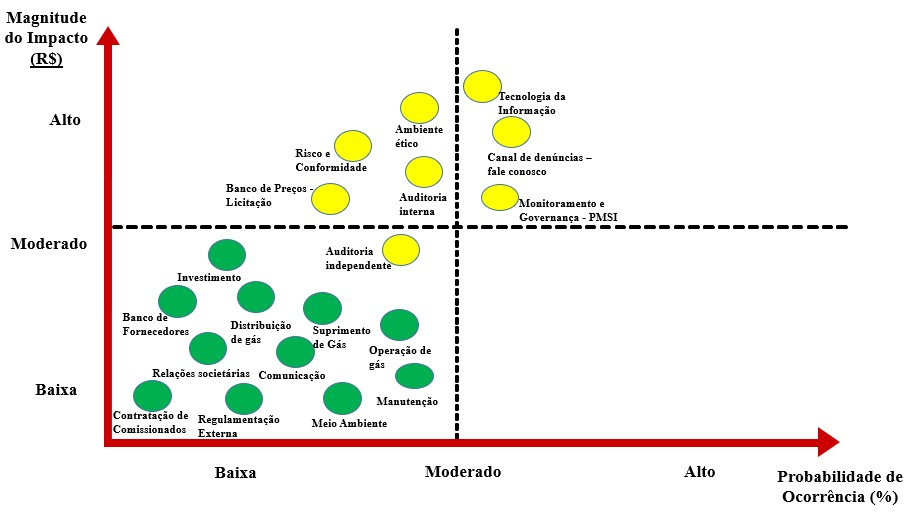 Magnitude
do Impacto
(R$)
Alto
Moderado
Baixa
Tecnologia da
Informação
Ambiente
ético
Canal de denúncias –
fale conosco
Risco e
Conformidade
Banco de Preços -
Licitação
Auditoria
interna
Monitoramento e
Governança - PMSI
Auditoria
independente
Investimento
Banco de
Fornecedores
Distribuição
de gás
Suprimento
de Gás
Operação de
gás
Relações societárias
Comunicação
Manutenção
Contratação de
Comissionados
Regulamentação
Externa
Meio Ambiente
Baixa
Moderado
Alto
Probabilidade de
Ocorrência (%)